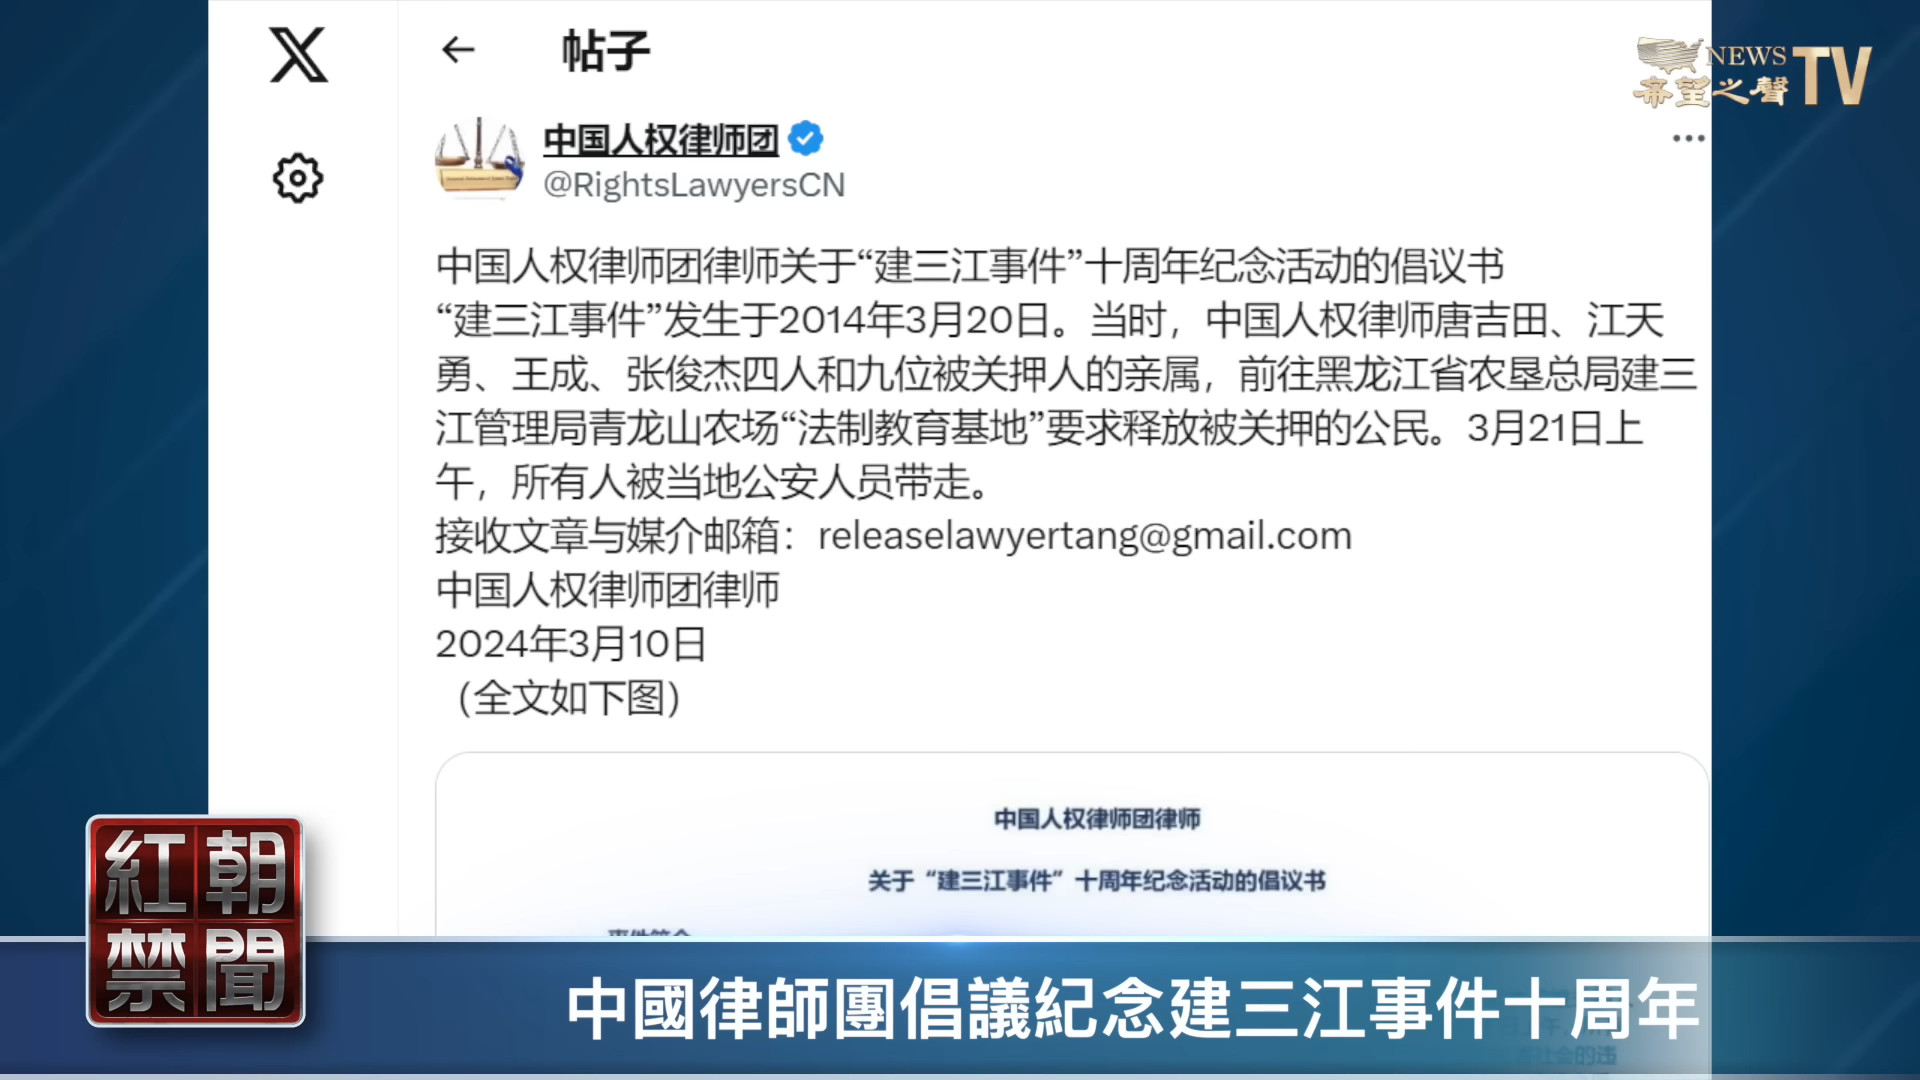 帖子
NEWS
希望之聲
TV
中国人权律师团
@RightsLawyersCN
中国人权律师团律师关于“建三江事件”十周年纪念活动的倡议书
“建三江事件”发生于2014年3月20日。当时，中国人权律师唐吉田、江天
勇、王成、张俊杰四人和九位被关押人的亲属，前往黑龙江省农垦总局建三
江管理局青龙山农场“法制教育基地”要求释放被关押的公民。3月21日上
午，所有人被当地公安人员带走。
接收文章与媒介邮箱：releaselawyertang@gmail.com
中国人权律师团律师
2024年3月10日
（全文如下图）
中国人权律师团律师
关于“建三江事件”十周年纪念活动的倡议书
紅朝
禁聞
中國律師團倡議紀念建三江事件十周年